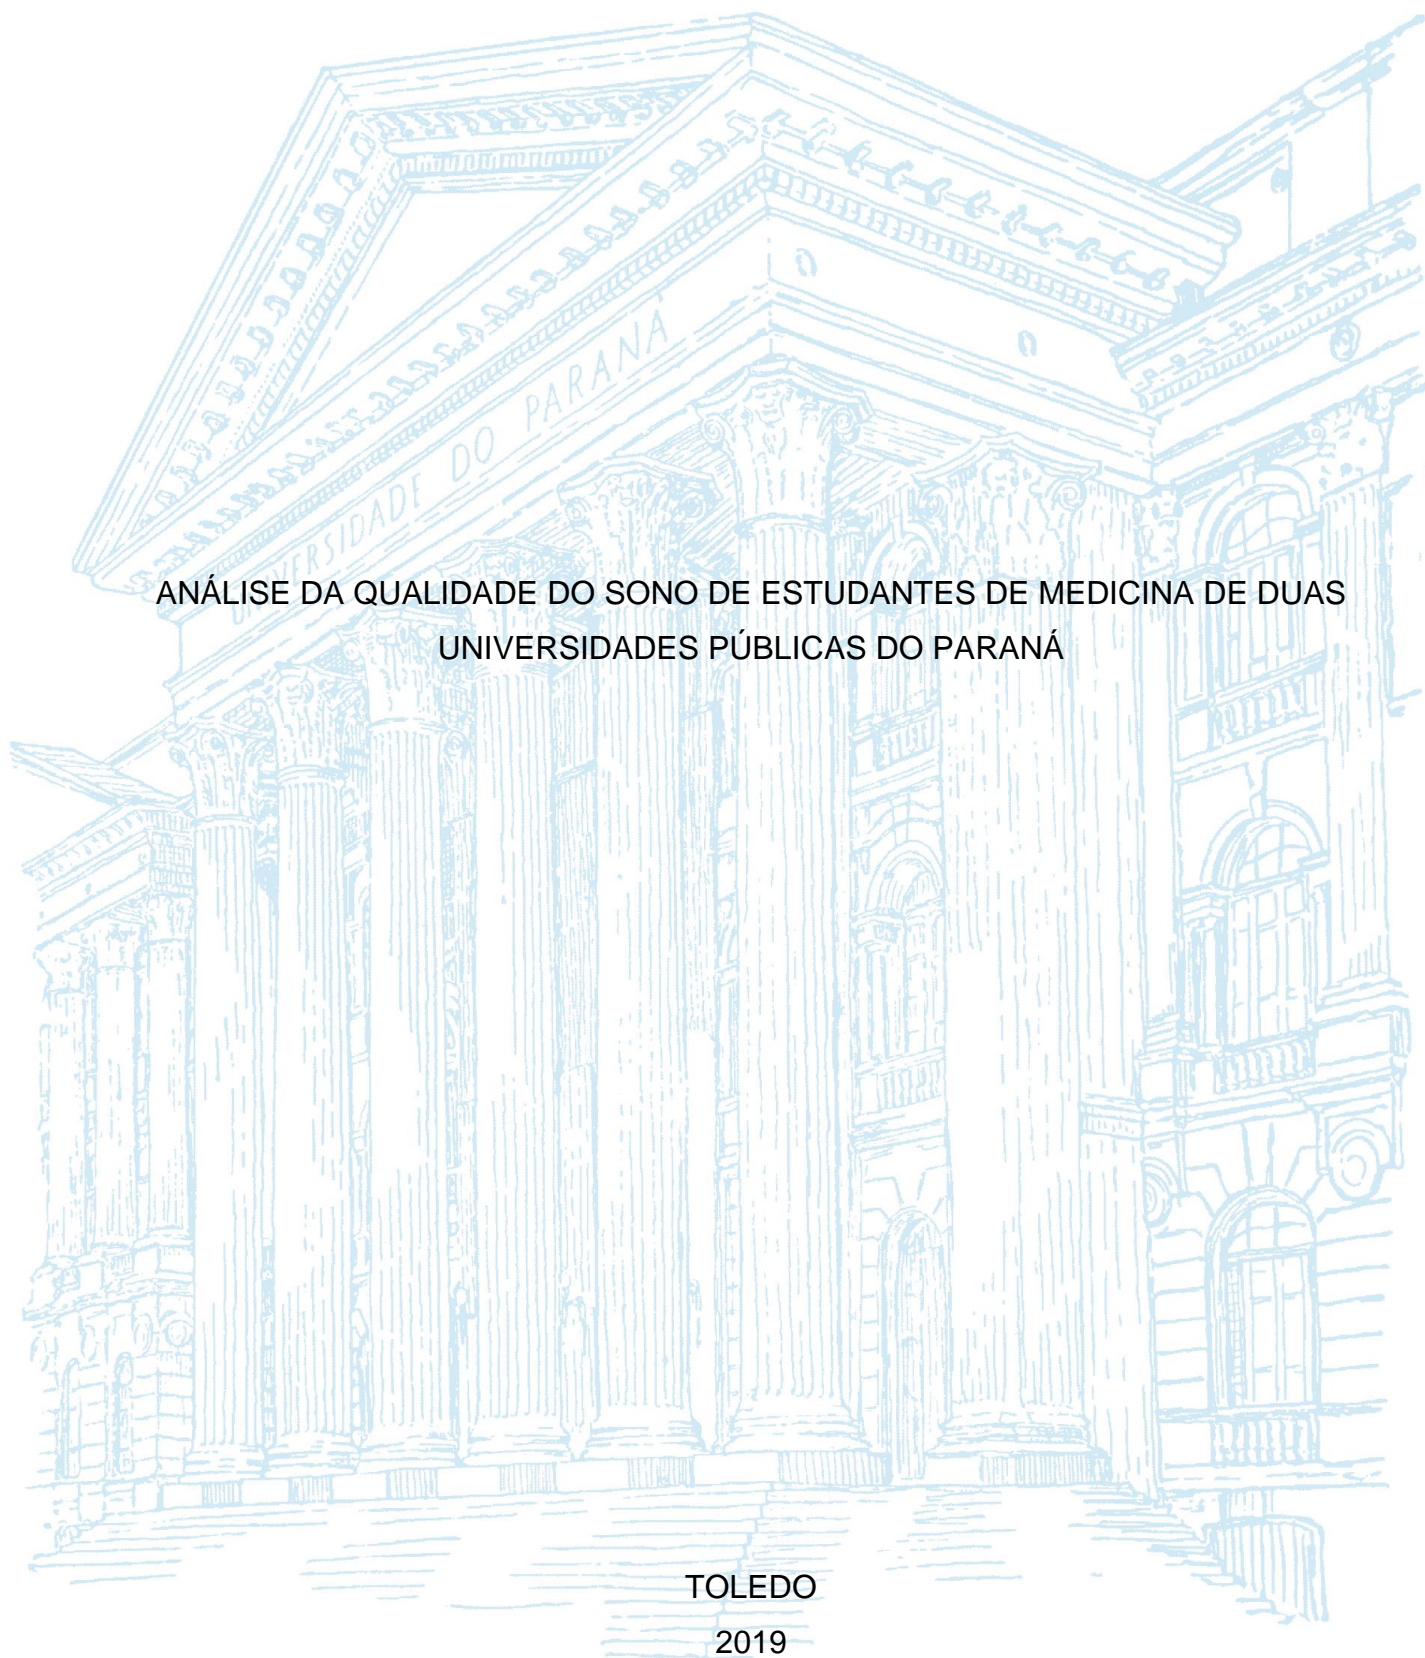 UNIVERSIDADE DO PARANÁ
ANÁLISE DA QUALIDADE DO SONO DE ESTUDANTES DE MEDICINA DE DUAS
UNIVERSIDADES PÚBLICAS DO PARANÁ
TOLEDO
2019